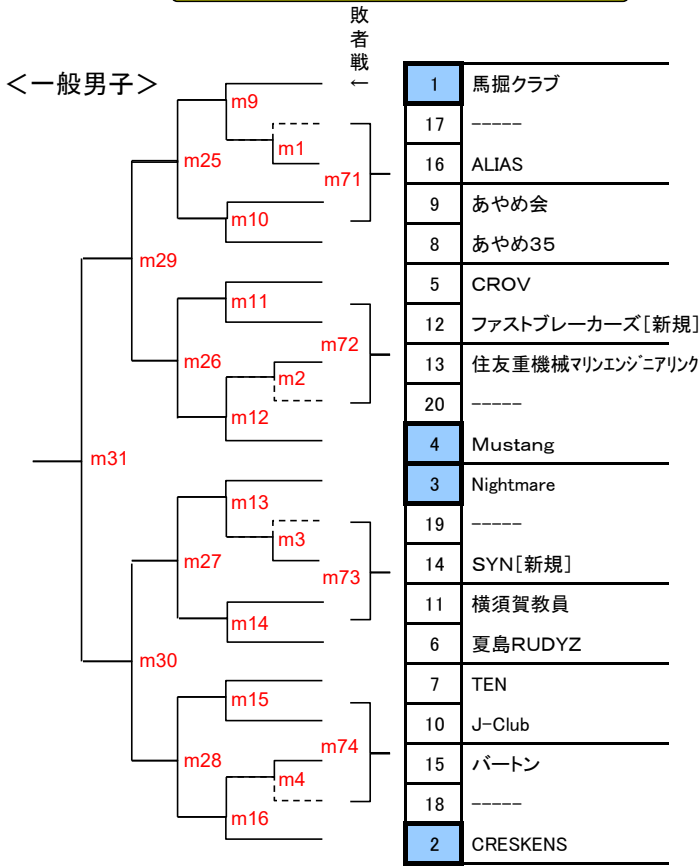 敗者戦←
＜一般男子＞
1 馬掘クラブ
m9
17 -----
m1
16 ALIAS
m25
m71
9 あやめ会
m10
8 あやめ35
m29
5 CROV
m11
12 ファストブレーカーズ[新規]
m72
13 住友重機械マリンエンジニアリンク
m26
m2
20 -----
m12
4 Mustang
m31
3 Nightmare
m13
19 -----
m3
14 SYN[新規]
m27
m73
11 横須賀教員
m14
6 夏島RUDYZ
m30
7 TEN
m15
10 J-Club
m74
15 バートン
m28
m4
18 -----
m16
2 CRESKENS